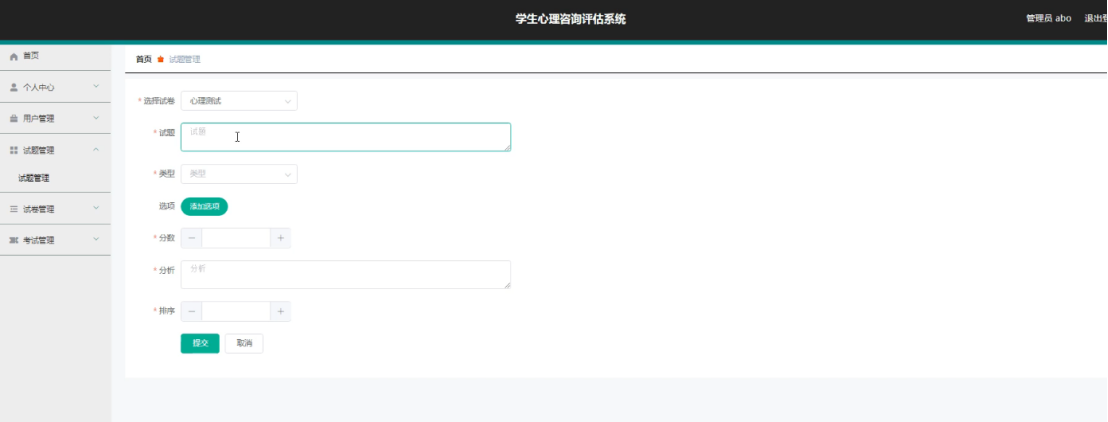 学生心理咨询评估系统
管理员 abo 退出登
首页
个人中心
用户管理
试题管理
试题管理
试卷管理
考试管理
首页 试题管理
* 选择试卷 心理测试
* 试题 试题
* 类型 类型
选项 添加选项
* 分数 − +
* 分析 分析
* 排序 − +
提交 取消